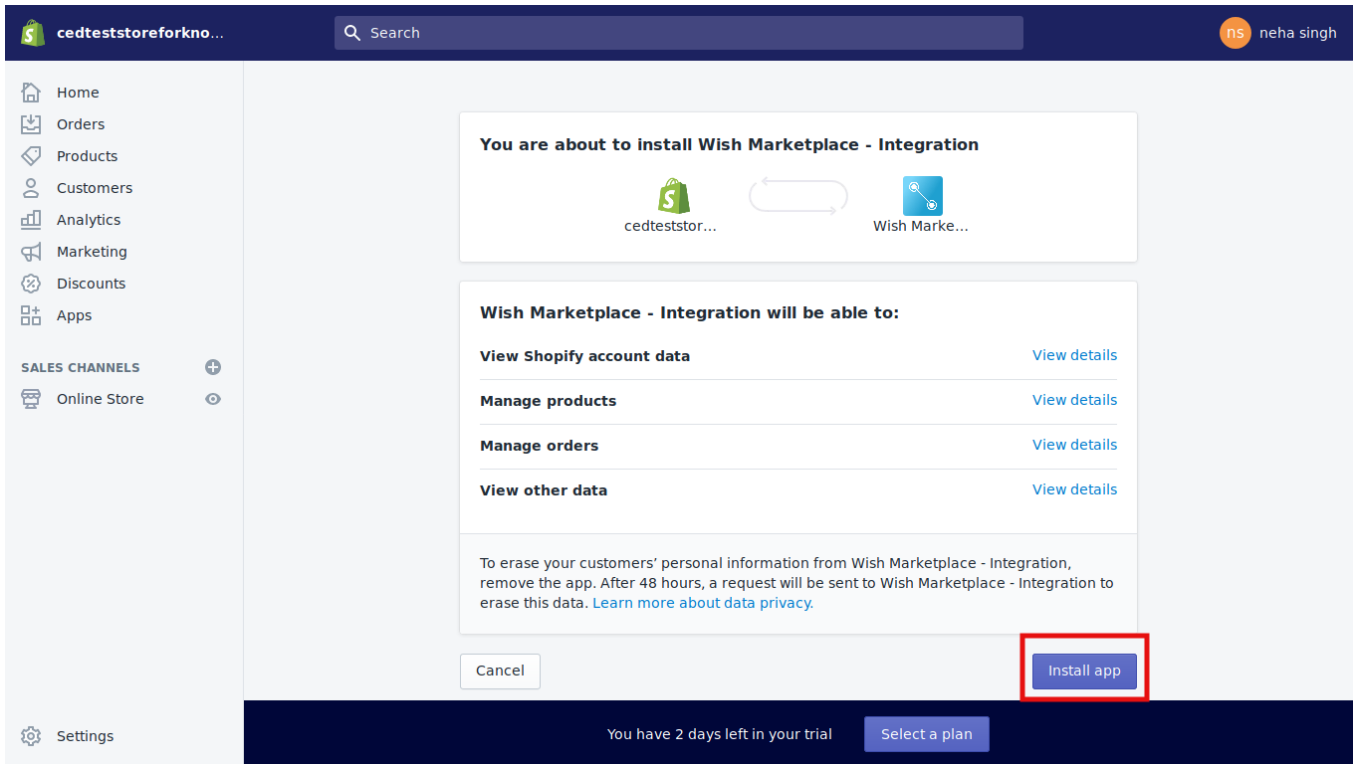 cedteststoreforkno...
Search
ns
neha singh
Home
Orders
Products
Customers
Analytics
Marketing
Discounts
Apps
SALES CHANNELS
Online Store
Settings
You are about to install Wish Marketplace - Integration
cedteststor...
Wish Marke...
Wish Marketplace - Integration will be able to:
View Shopify account data View details
Manage products View details
Manage orders View details
View other data View details
To erase your customers’ personal information from Wish Marketplace - Integration,
remove the app. After 48 hours, a request will be sent to Wish Marketplace - Integration to
erase this data. Learn more about data privacy.
Cancel
Install app
You have 2 days left in your trial
Select a plan